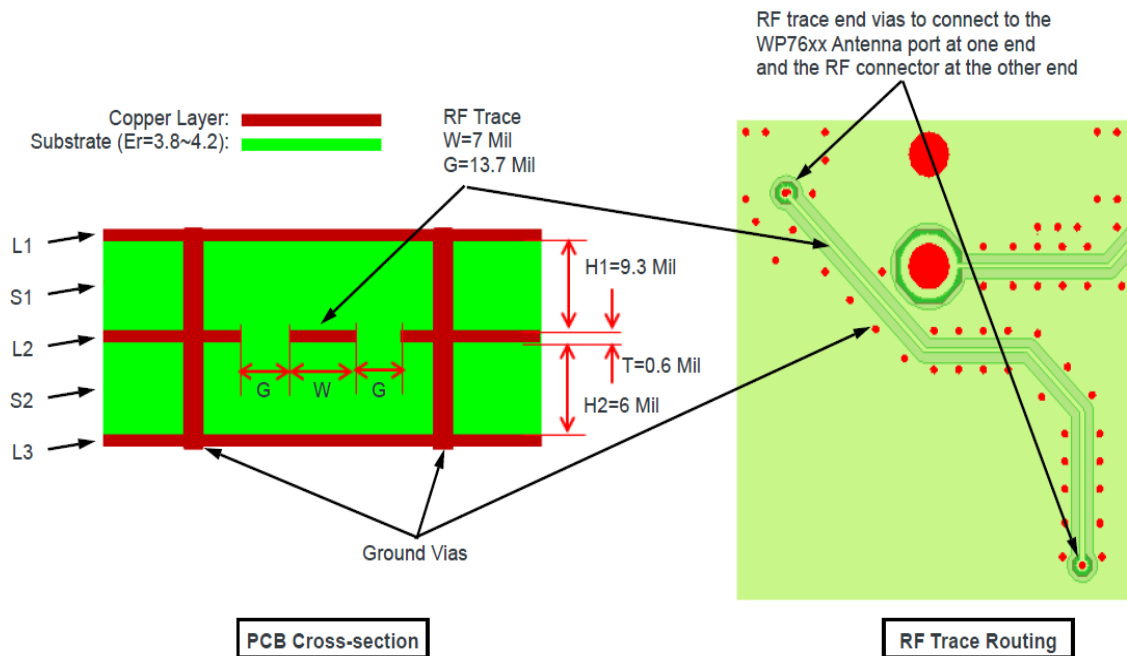 RF trace end vias to connect to the
WP76xx Antenna port at one end
and the RF connector at the other end
Copper Layer:
Substrate (Er=3.8~4.2):
RF Trace
W=7 Mil
G=13.7 Mil
L1
S1
L2
S2
L3
H1=9.3 Mil
T=0.6 Mil
H2=6 Mil
G
W
G
Ground Vias
PCB Cross-section
RF Trace Routing